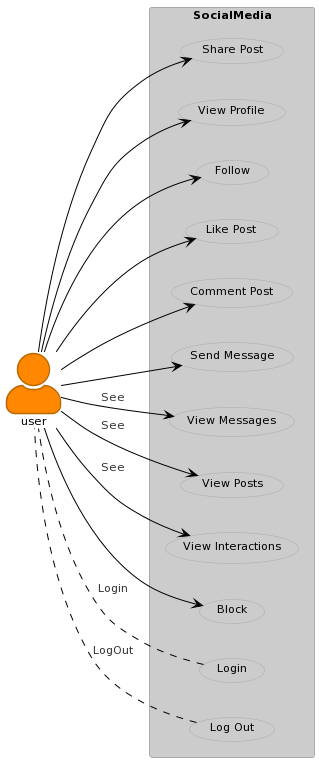 SocialMedia
Share Post
View Profile
Follow
Like Post
Comment Post
Send Message
See
View Messages
user
See
View Posts
See
View Interactions
Login
Block
LogOut
Login
Log Out